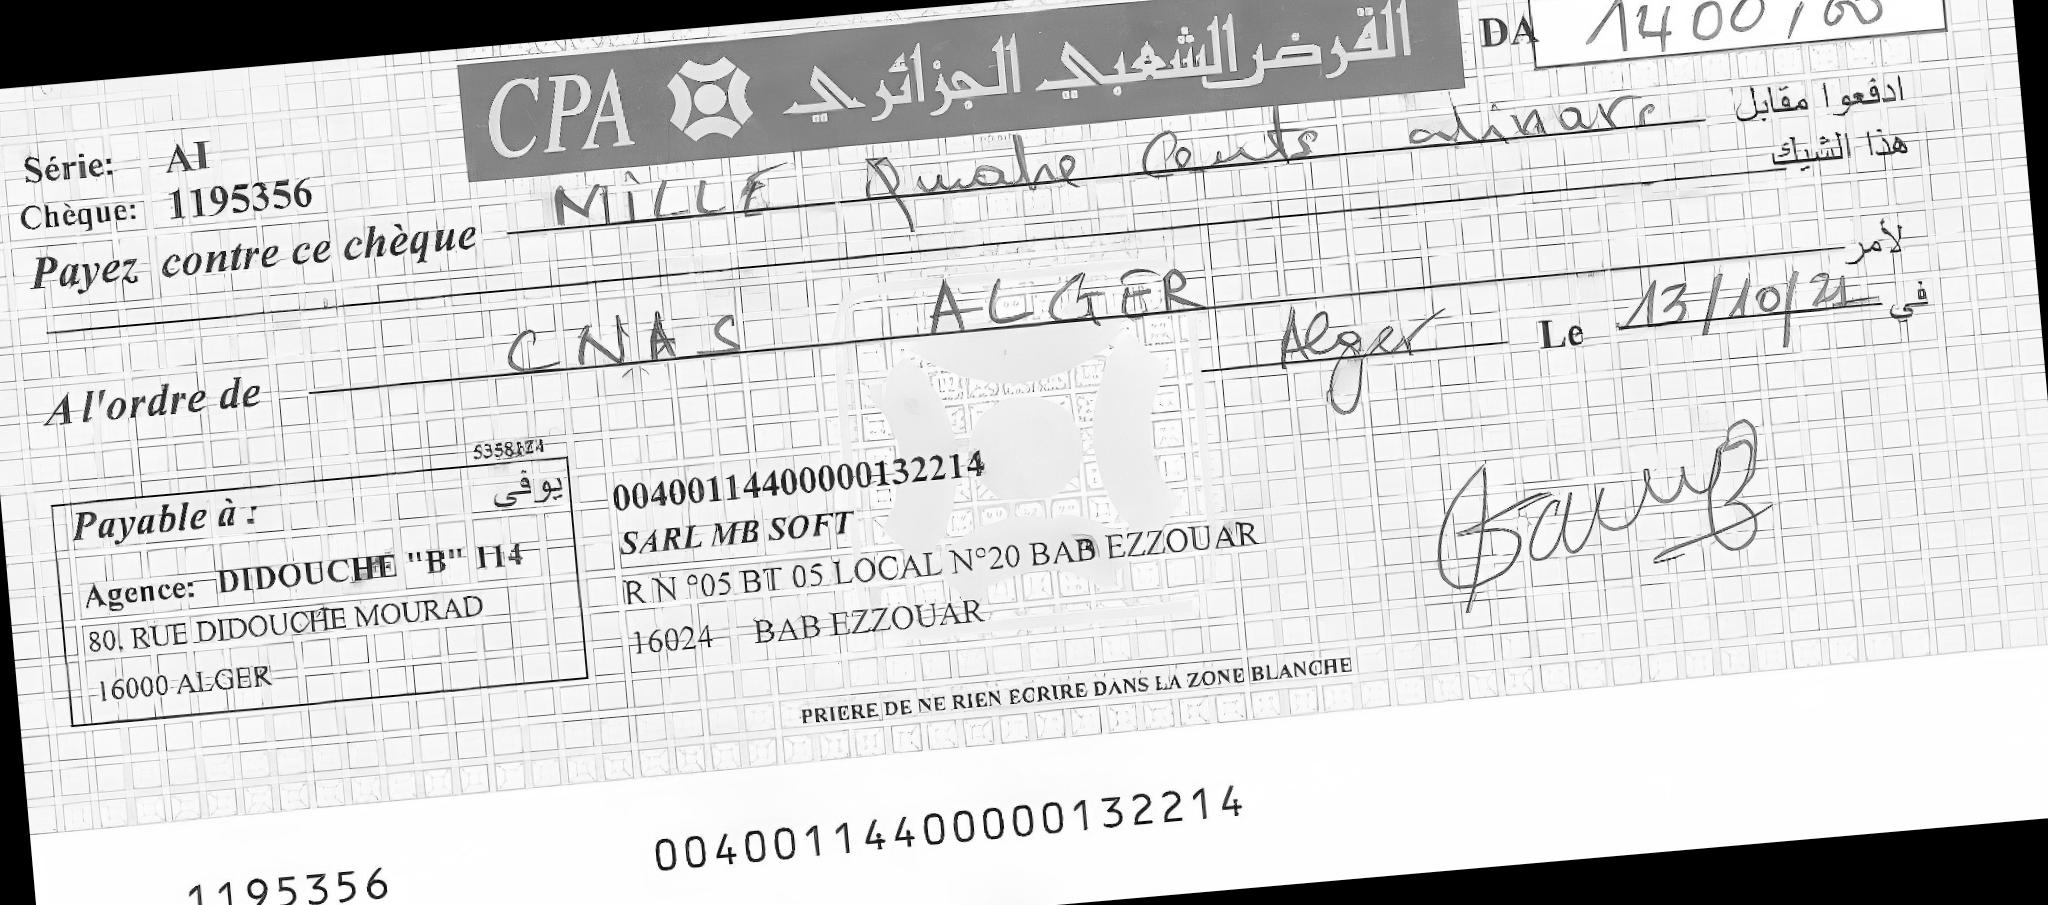 CPA القرض الشعبي الجزائري
DA 1400,00
Série: AI
Chèque: 1195356
Payez contre ce chèque MILLE Quatre Cents dinars ادفعوا مقابل
هذا الشيك
A l'ordre de CNAS ALGER لأمر
Alger Le 13/10/21 في
5358124
Payable à : يوفى
Agence: DIDOUCHE "B" 114
80, RUE DIDOUCHE MOURAD
16000 ALGER
00400114400000132214
SARL MB SOFT
R N °05 BT 05 LOCAL N°20 BAB EZZOUAR
16024 BAB EZZOUAR
PRIERE DE NE RIEN ECRIRE DANS LA ZONE BLANCHE
1195356 00400114400000132214